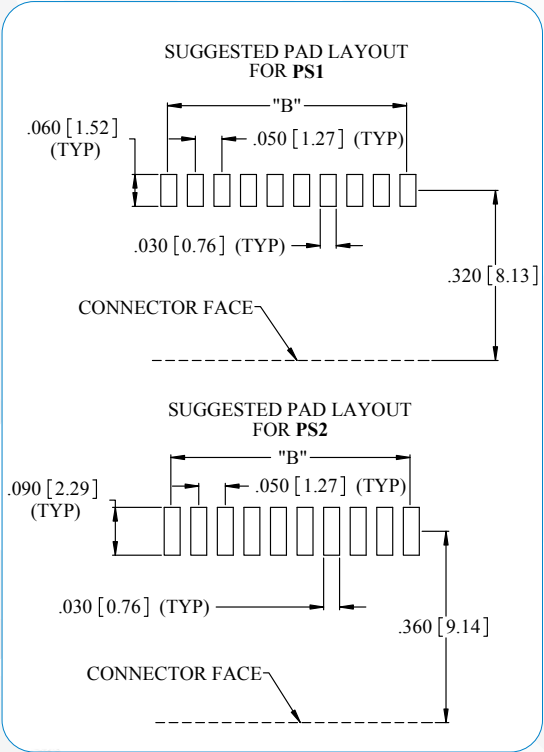 SUGGESTED PAD LAYOUT
FOR PS1
"B"
.060 [1.52]
(TYP)
.050 [1.27] (TYP)
.030 [0.76] (TYP)
.320 [8.13]
CONNECTOR FACE
SUGGESTED PAD LAYOUT
FOR PS2
"B"
.090 [2.29]
(TYP)
.050 [1.27] (TYP)
.030 [0.76] (TYP)
.360 [9.14]
CONNECTOR FACE